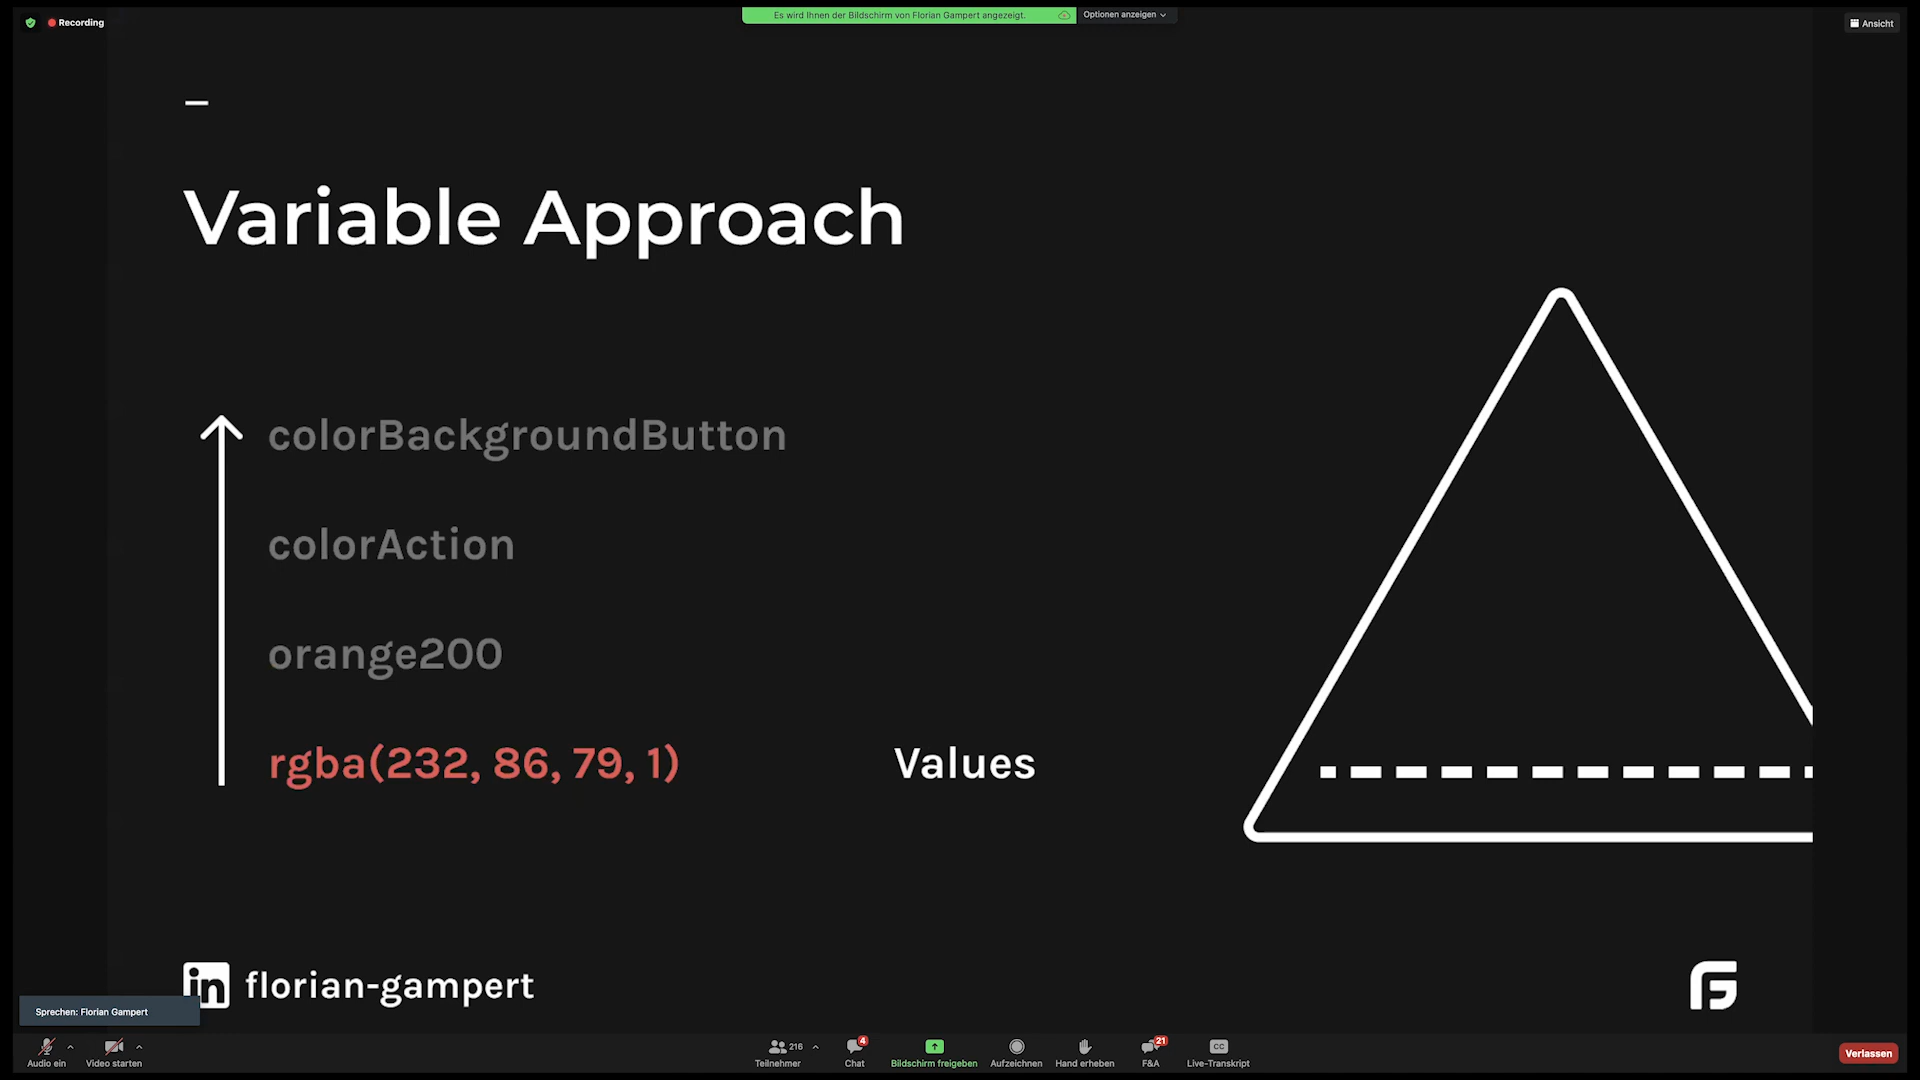 Recording
Es wird Ihnen der Bildschirm von Florian Gampert angezeigt.
Optionen anzeigen
Ansicht
Variable Approach
colorBackgroundButton
colorAction
orange200
rgba(232, 86, 79, 1)
Values
in florian-gampert
Sprechen: Florian Gampert
Audio ein
Video starten
216
Teilnehmer
4
Chat
Bildschirm freigeben
Aufzeichnen
Hand erheben
21
F&A
CC
Live-Transkript
Verlassen